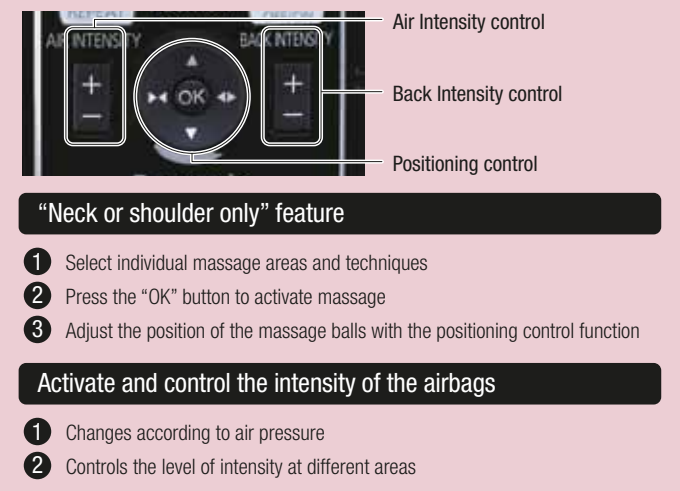 REPEAT OFF/ON
AIR INTENSITY BACK INTENSITY
+ OK +
− −
Air Intensity control
Back Intensity control
Positioning control
“Neck or shoulder only” feature
1 Select individual massage areas and techniques
2 Press the “OK” button to activate massage
3 Adjust the position of the massage balls with the positioning control function
Activate and control the intensity of the airbags
1 Changes according to air pressure
2 Controls the level of intensity at different areas